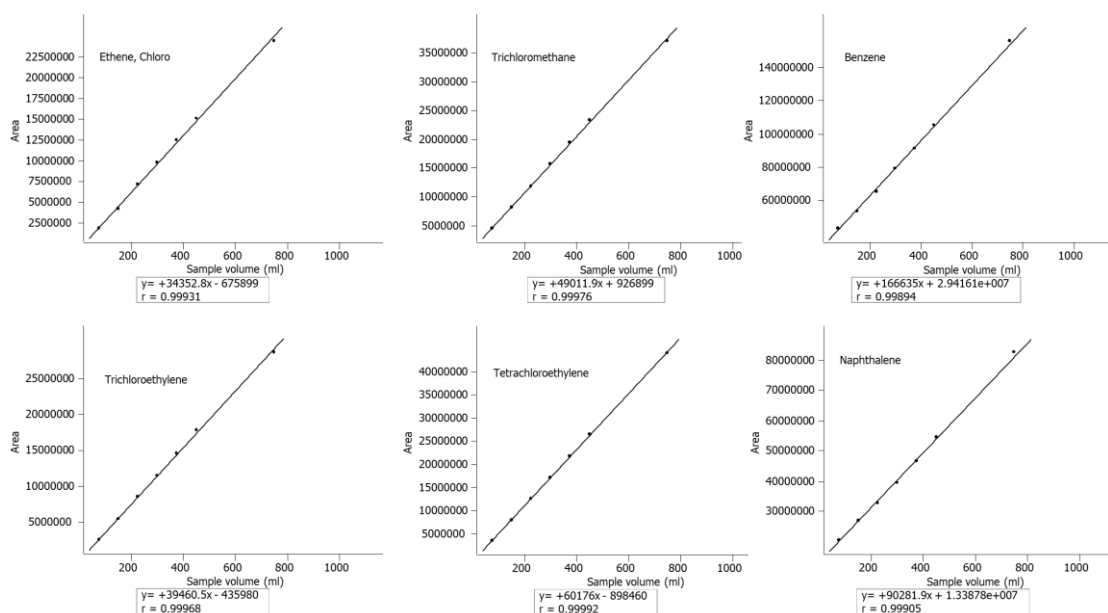 Ethene, Chloro
22500000
20000000
17500000
15000000
12500000
10000000
7500000
5000000
2500000
Area
200 400 600 800 1000
Sample volume (ml)
y= +34352.8x - 675899
r = 0.99931
Trichloromethane
35000000
30000000
25000000
20000000
15000000
10000000
5000000
Area
200 400 600 800 1000
Sample volume (ml)
y= +49011.9x + 926899
r = 0.99976
Benzene
140000000
120000000
100000000
80000000
60000000
Area
200 400 600 800 1000
Sample volume (ml)
y= +166635x + 2.94161e+007
r = 0.99894
Trichloroethylene
25000000
20000000
15000000
10000000
5000000
Area
200 400 600 800 1000
Sample volume (ml)
y= +39460.5x - 435980
r = 0.99968
Tetrachloroethylene
40000000
35000000
30000000
25000000
20000000
15000000
10000000
5000000
Area
200 400 600 800 1000
Sample volume (ml)
y= +60176x - 898460
r = 0.99992
Naphthalene
80000000
70000000
60000000
50000000
40000000
30000000
Area
200 400 600 800 1000
Sample volume (ml)
y= +90281.9x + 1.33878e+007
r = 0.99905